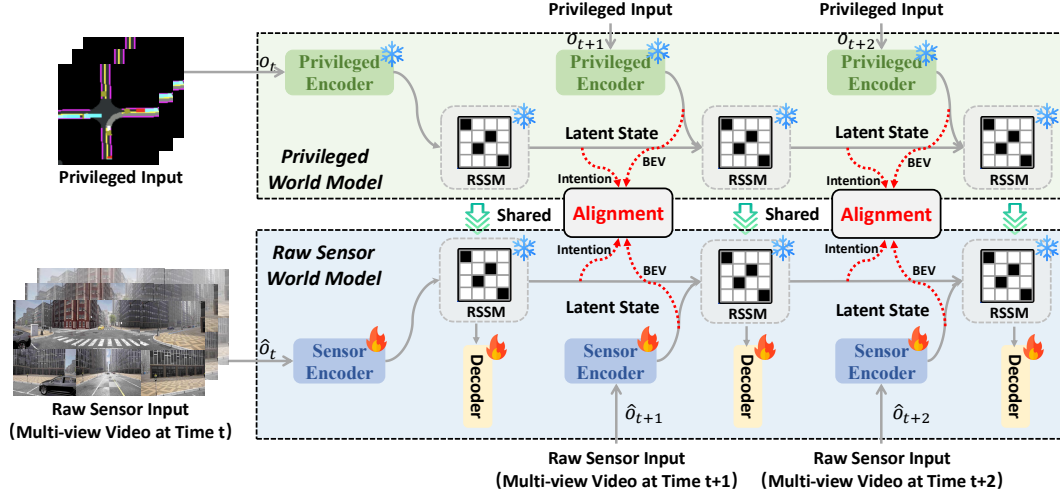 Privileged Input
Privileged Input
o_{t+1}
o_{t+2}
o_t
Privileged
Encoder
Privileged
Encoder
Privileged
Encoder
Latent State
Latent State
Privileged Input
Privileged
World Model
RSSM
Intention
BEV
RSSM
Intention
BEV
RSSM
Shared
Alignment
Shared
Alignment
Raw Sensor
World Model
Intention
BEV
Intention
BEV
RSSM
Latent State
RSSM
Latent State
RSSM
ô_t
Sensor
Encoder
Decoder
Sensor
Encoder
Decoder
Sensor
Encoder
Decoder
Raw Sensor Input
(Multi-view Video at Time t)
ô_{t+1}
ô_{t+2}
Raw Sensor Input
(Multi-view Video at Time t+1)
Raw Sensor Input
(Multi-view Video at Time t+2)